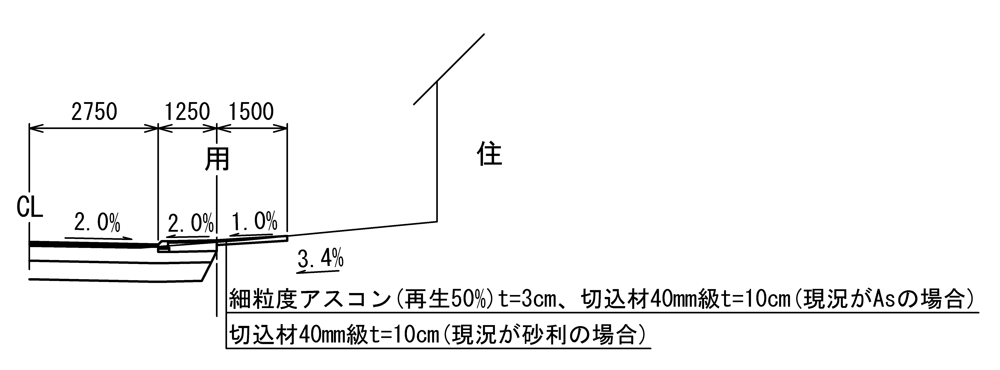 2750 1250 1500
用
住
CL
2.0% 2.0% 1.0%
3.4%
細粒度アスコン(再生50%)t=3cm、切込材40mm級t=10cm(現況がAsの場合)
切込材40mm級t=10cm(現況が砂利の場合)